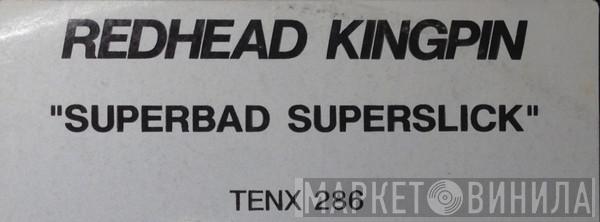 REDHEAD KINGPIN
"SUPERBAD SUPERSLICK"
TENX 286
МАРКЕТ ВИНИЛА